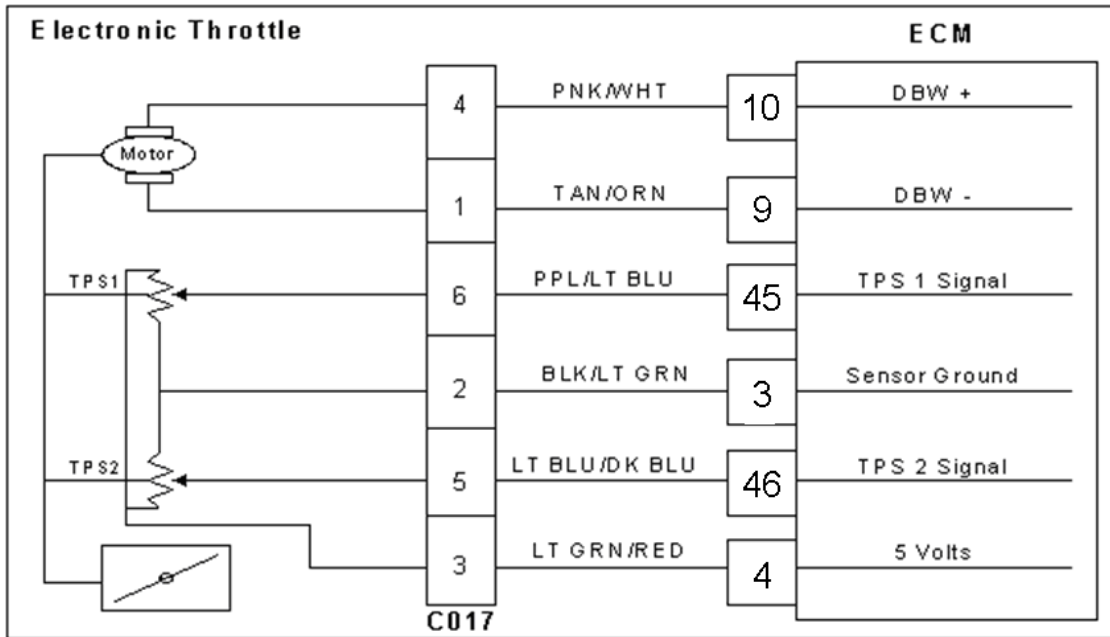 Electronic Throttle
ECM
4 PNK/WHT 10 DBW +
Motor
1 TAN/ORN 9 DBW -
TPS1 6 PPL/LT BLU 45 TPS 1 Signal
2 BLK/LT GRN 3 Sensor Ground
TPS2 5 LT BLU/DK BLU 46 TPS 2 Signal
3 LT GRN/RED 4 5 Volts
C017